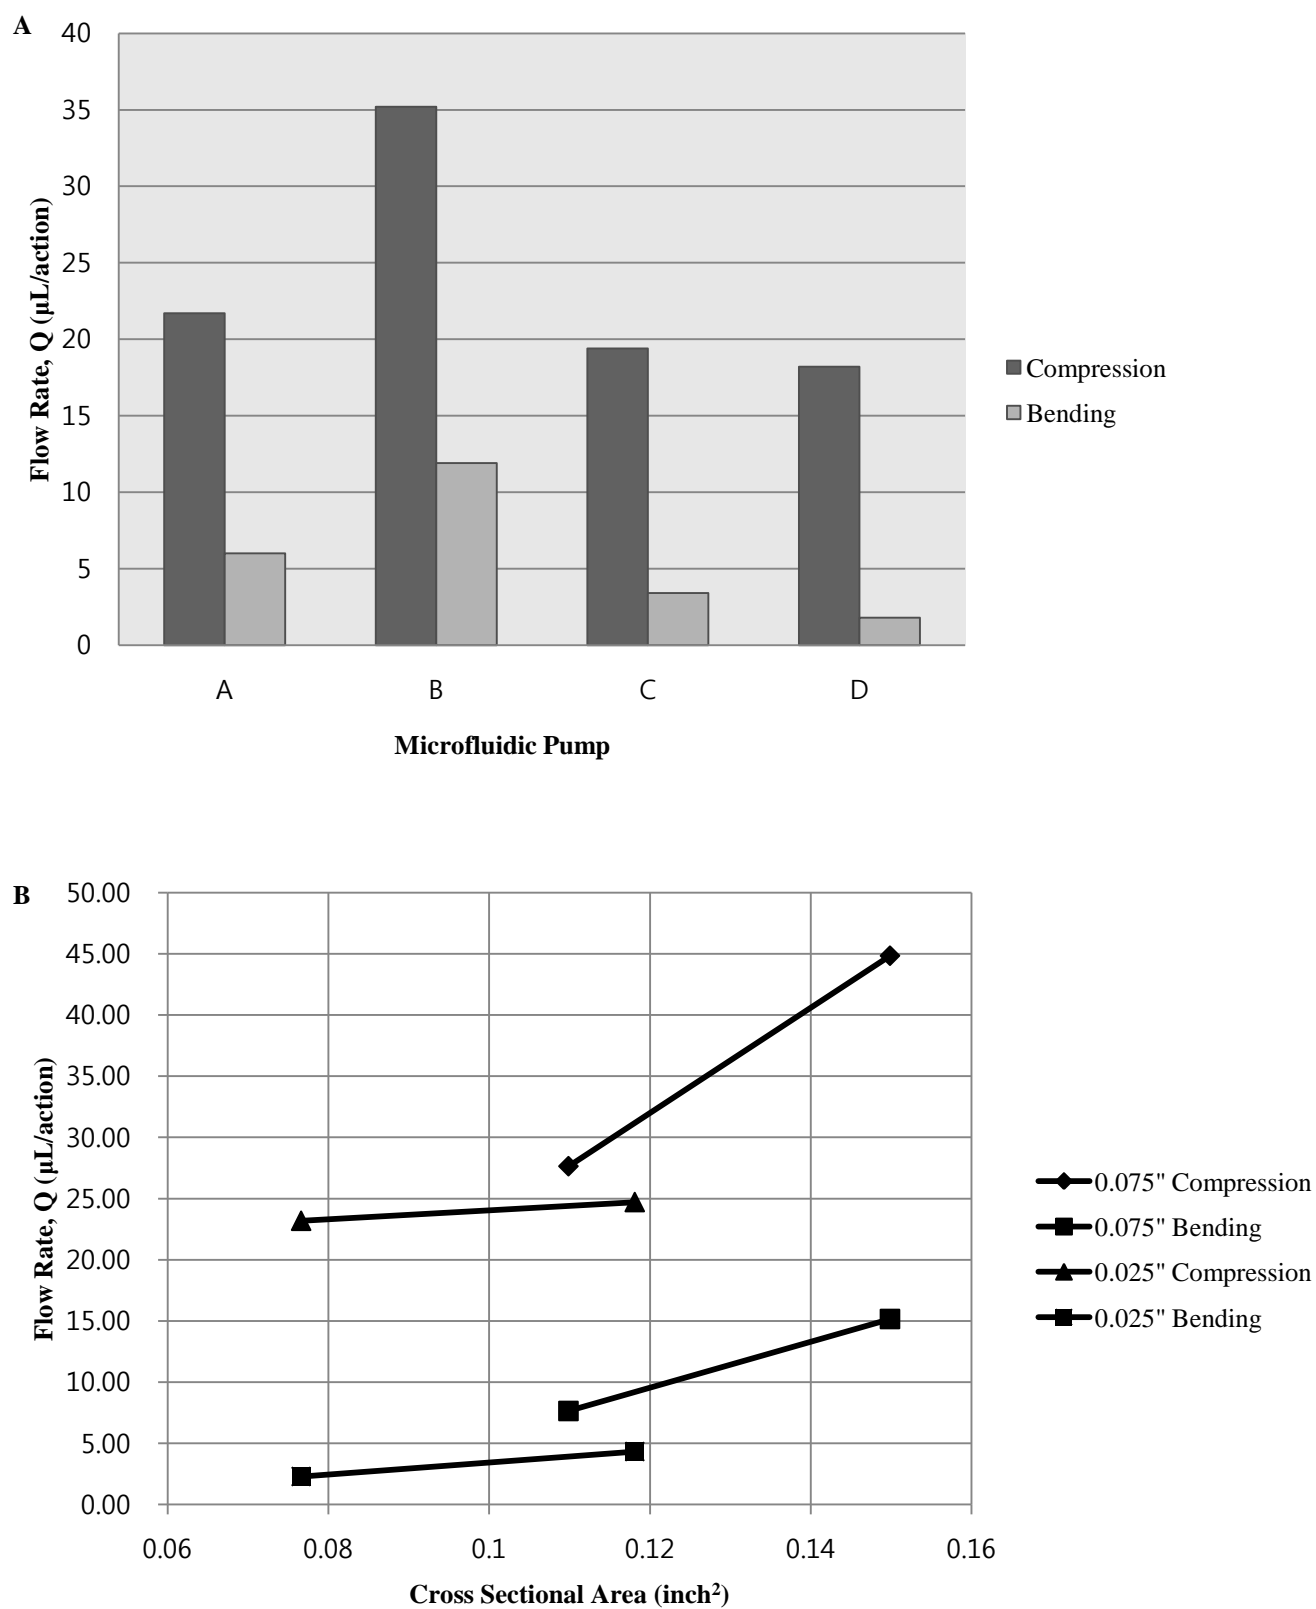 A
40
35
30
25
20
15
10
5
0
Flow Rate, Q (µL/action)
A B C D
Microfluidic Pump
Compression
Bending
B
50.00
45.00
40.00
35.00
30.00
25.00
20.00
15.00
10.00
5.00
0.00
Flow Rate, Q (µL/action)
0.06 0.08 0.1 0.12 0.14 0.16
Cross Sectional Area (inch²)
0.075" Compression
0.075" Bending
0.025" Compression
0.025" Bending